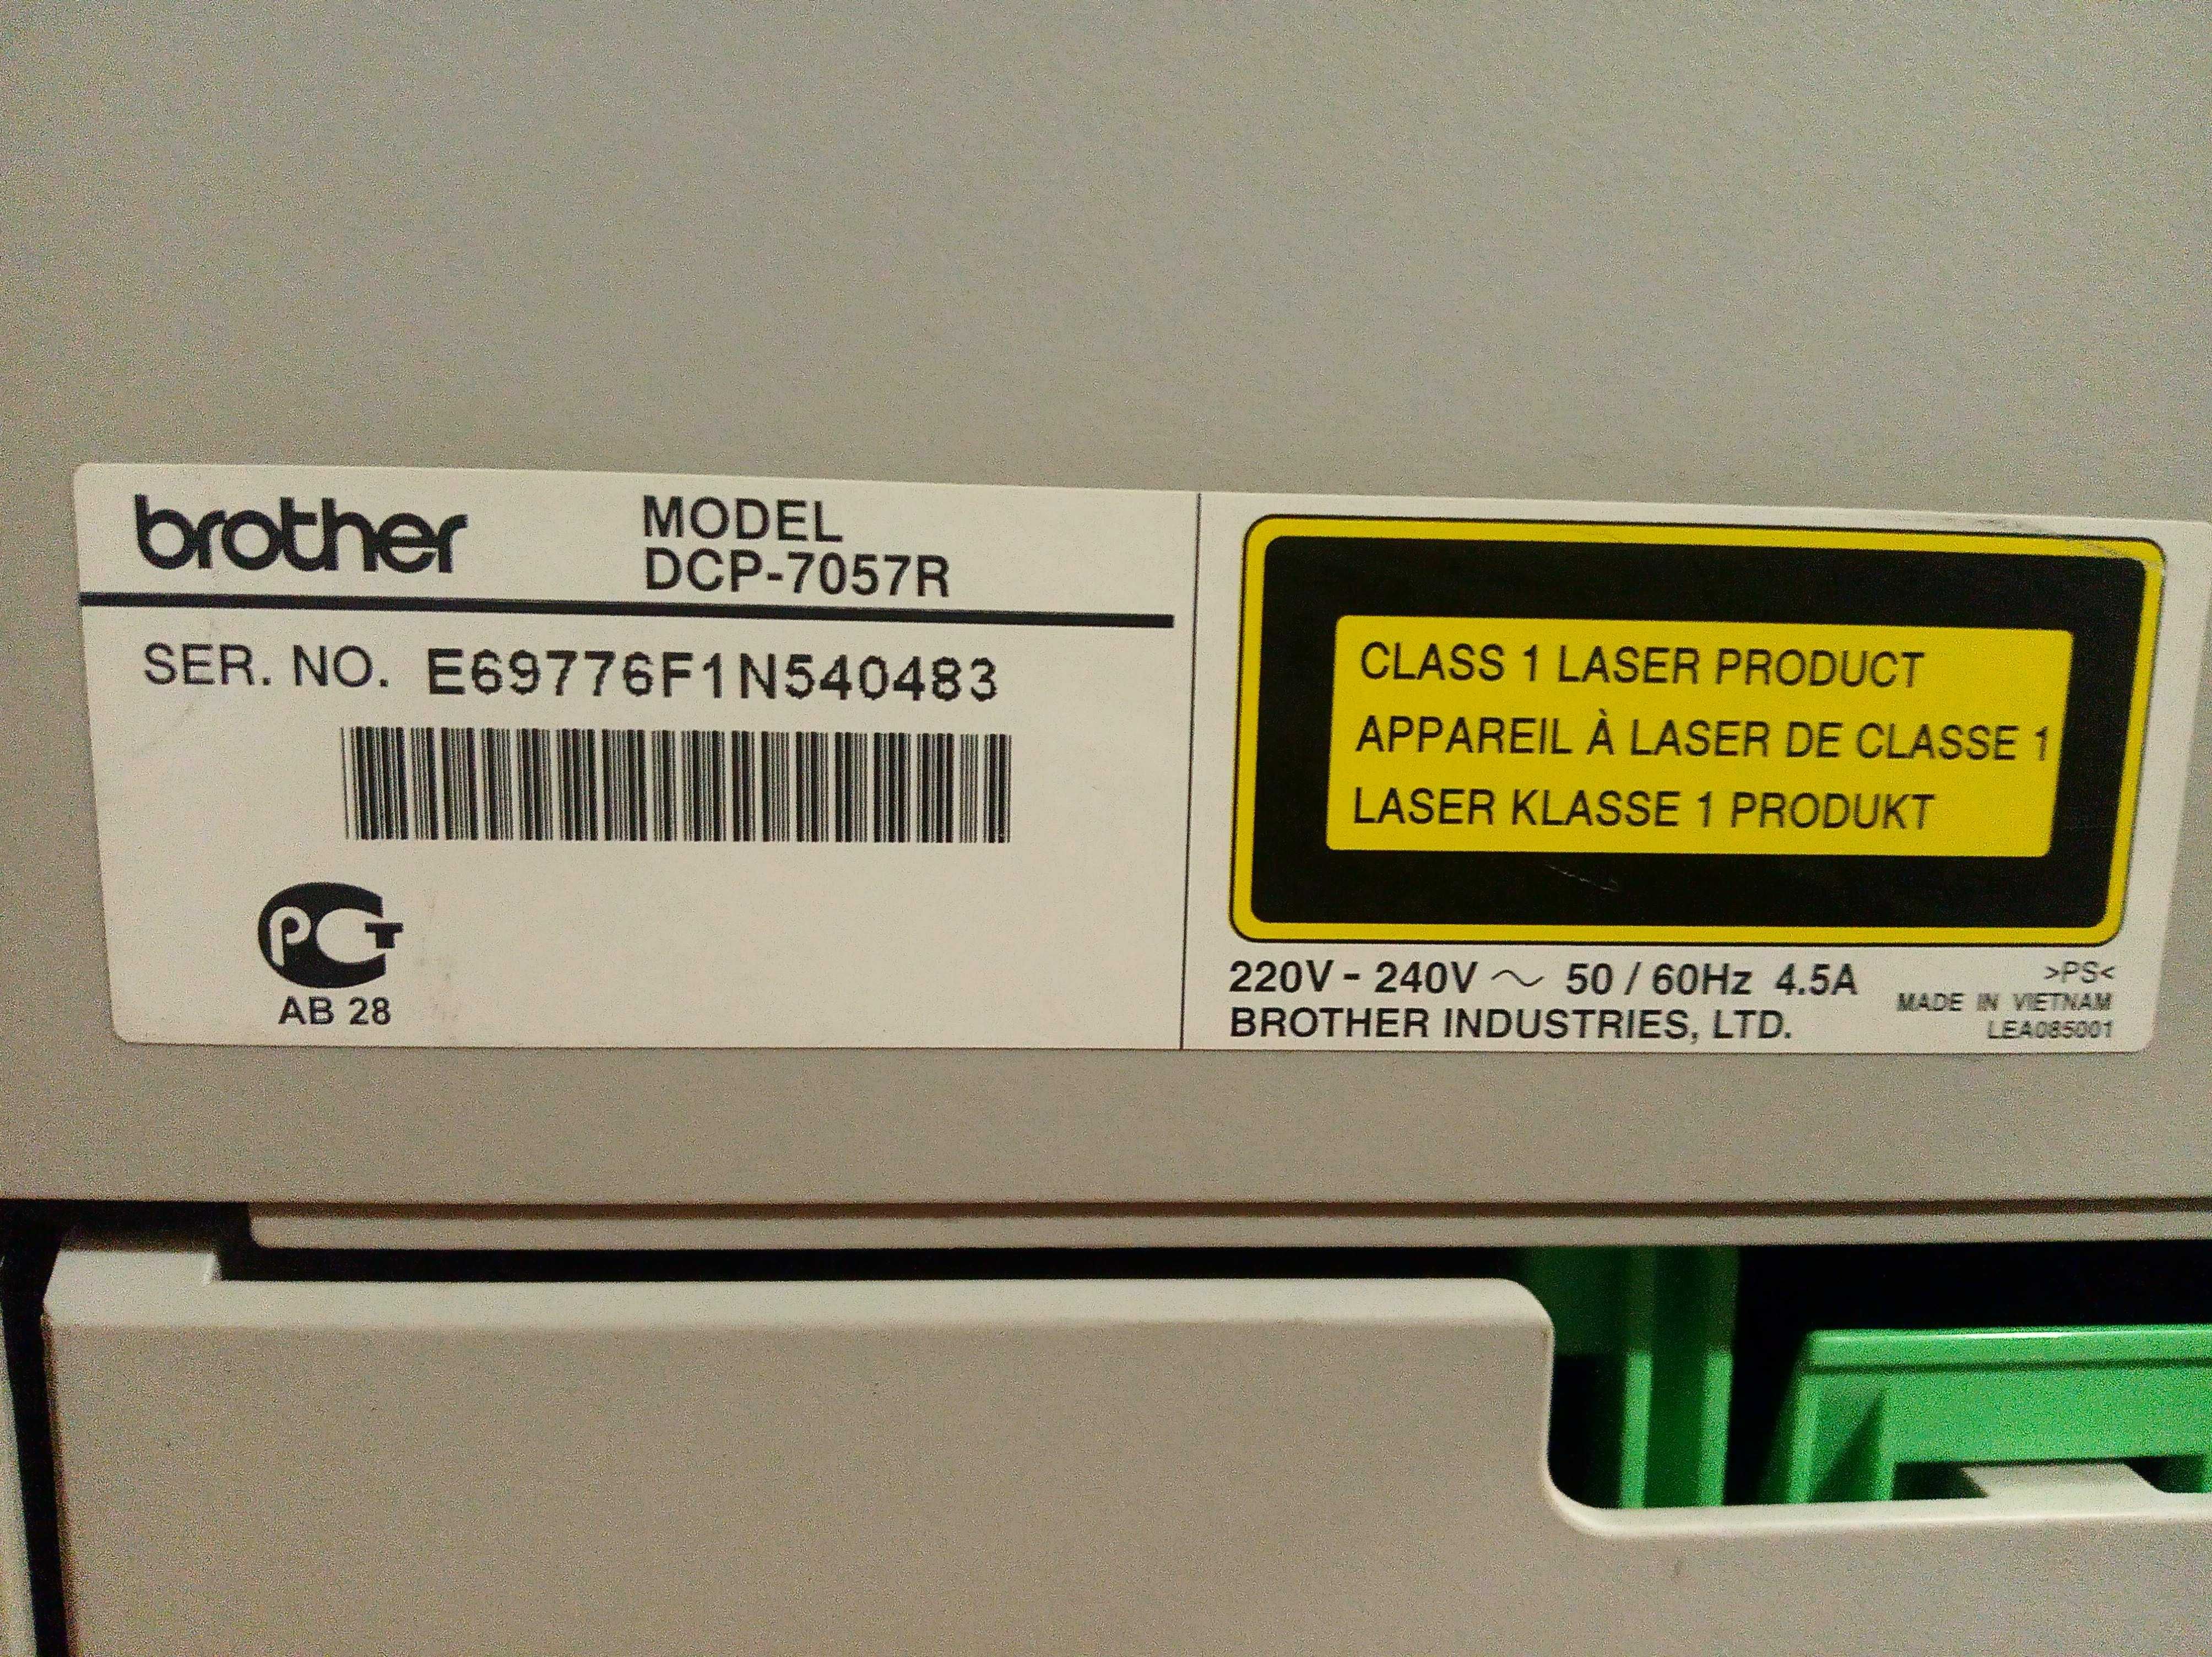 brother
MODEL
DCP-7057R
SER. NO. E69776F1N540483
РСТ
AB 28
CLASS 1 LASER PRODUCT
APPAREIL À LASER DE CLASSE 1
LASER KLASSE 1 PRODUKT
220V - 240V ～ 50 / 60Hz 4.5A
BROTHER INDUSTRIES, LTD.
>PS<
MADE IN VIETNAM
LEA085001